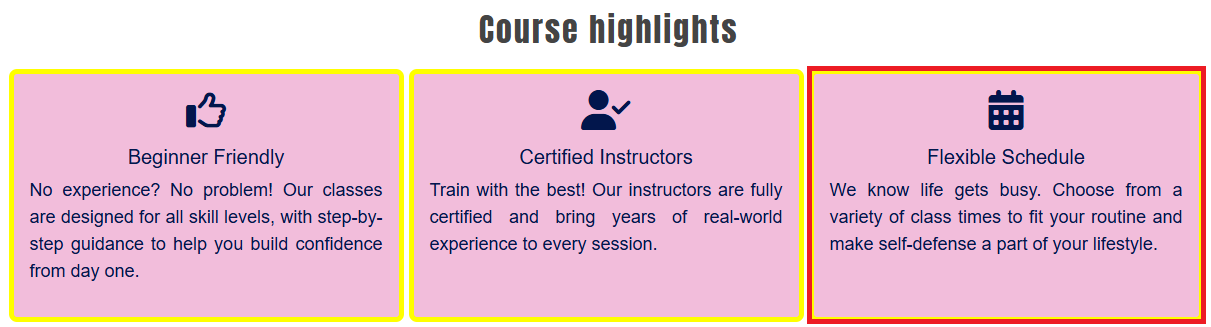 Course highlights
Beginner Friendly
No experience? No problem! Our classes
are designed for all skill levels, with step-by-
step guidance to help you build confidence
from day one.
Certified Instructors
Train with the best! Our instructors are fully
certified and bring years of real-world
experience to every session.
Flexible Schedule
We know life gets busy. Choose from a
variety of class times to fit your routine and
make self-defense a part of your lifestyle.